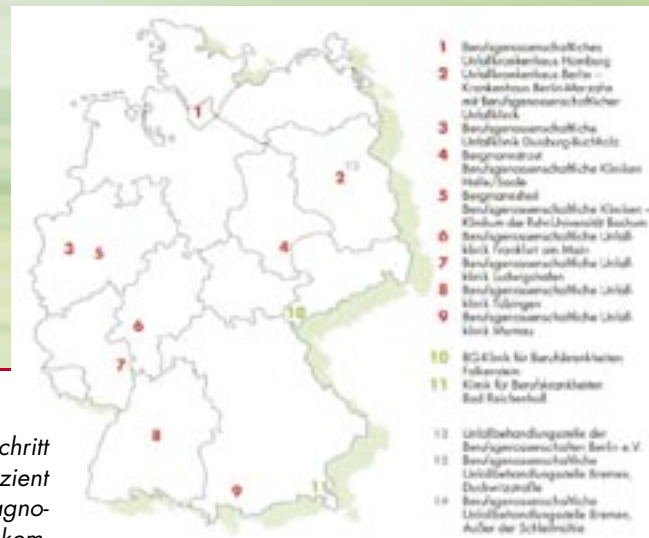 1 Berufsgenossenschaftliches
Unfallkrankenhaus Hamburg
2 Unfallkrankenhaus Berlin –
Krankenhaus Berlin-Marzahn
mit Berufsgenossenschaftlicher
Unfallklinik
3 Berufsgenossenschaftliche
Unfallklinik Duisburg-Buchholz
4 Bergmannstrost
Berufsgenossenschaftliche Kliniken
Halle/Saale
5 Bergmannsheil
Berufsgenossenschaftliche Kliniken –
Klinikum der Ruhr-Universität Bochum
6 Berufsgenossenschaftliche Unfall-
klinik Frankfurt am Main
7 Berufsgenossenschaftliche Unfall-
klinik Ludwigshafen
8 Berufsgenossenschaftliche Unfall-
klinik Tübingen
9 Berufsgenossenschaftliche Unfall-
klinik Murnau
10 BG-Klinik für Berufskrankheiten
Falkenstein
11 Klinik für Berufskrankheiten
Bad Reichenhall
12 Unfallbehandlungsstelle der
Berufsgenossenschaften Berlin e.V.
13 Berufsgenossenschaftliche
Unfallbehandlungsstelle Bremen,
14 Berufsgenossenschaftliche
Unfallbehandlungsstelle Bremen,
Außer der Schleifmühle
1
2
3
5
4
6
10
7
8
9
11
chritt
zient
agno-
kom-